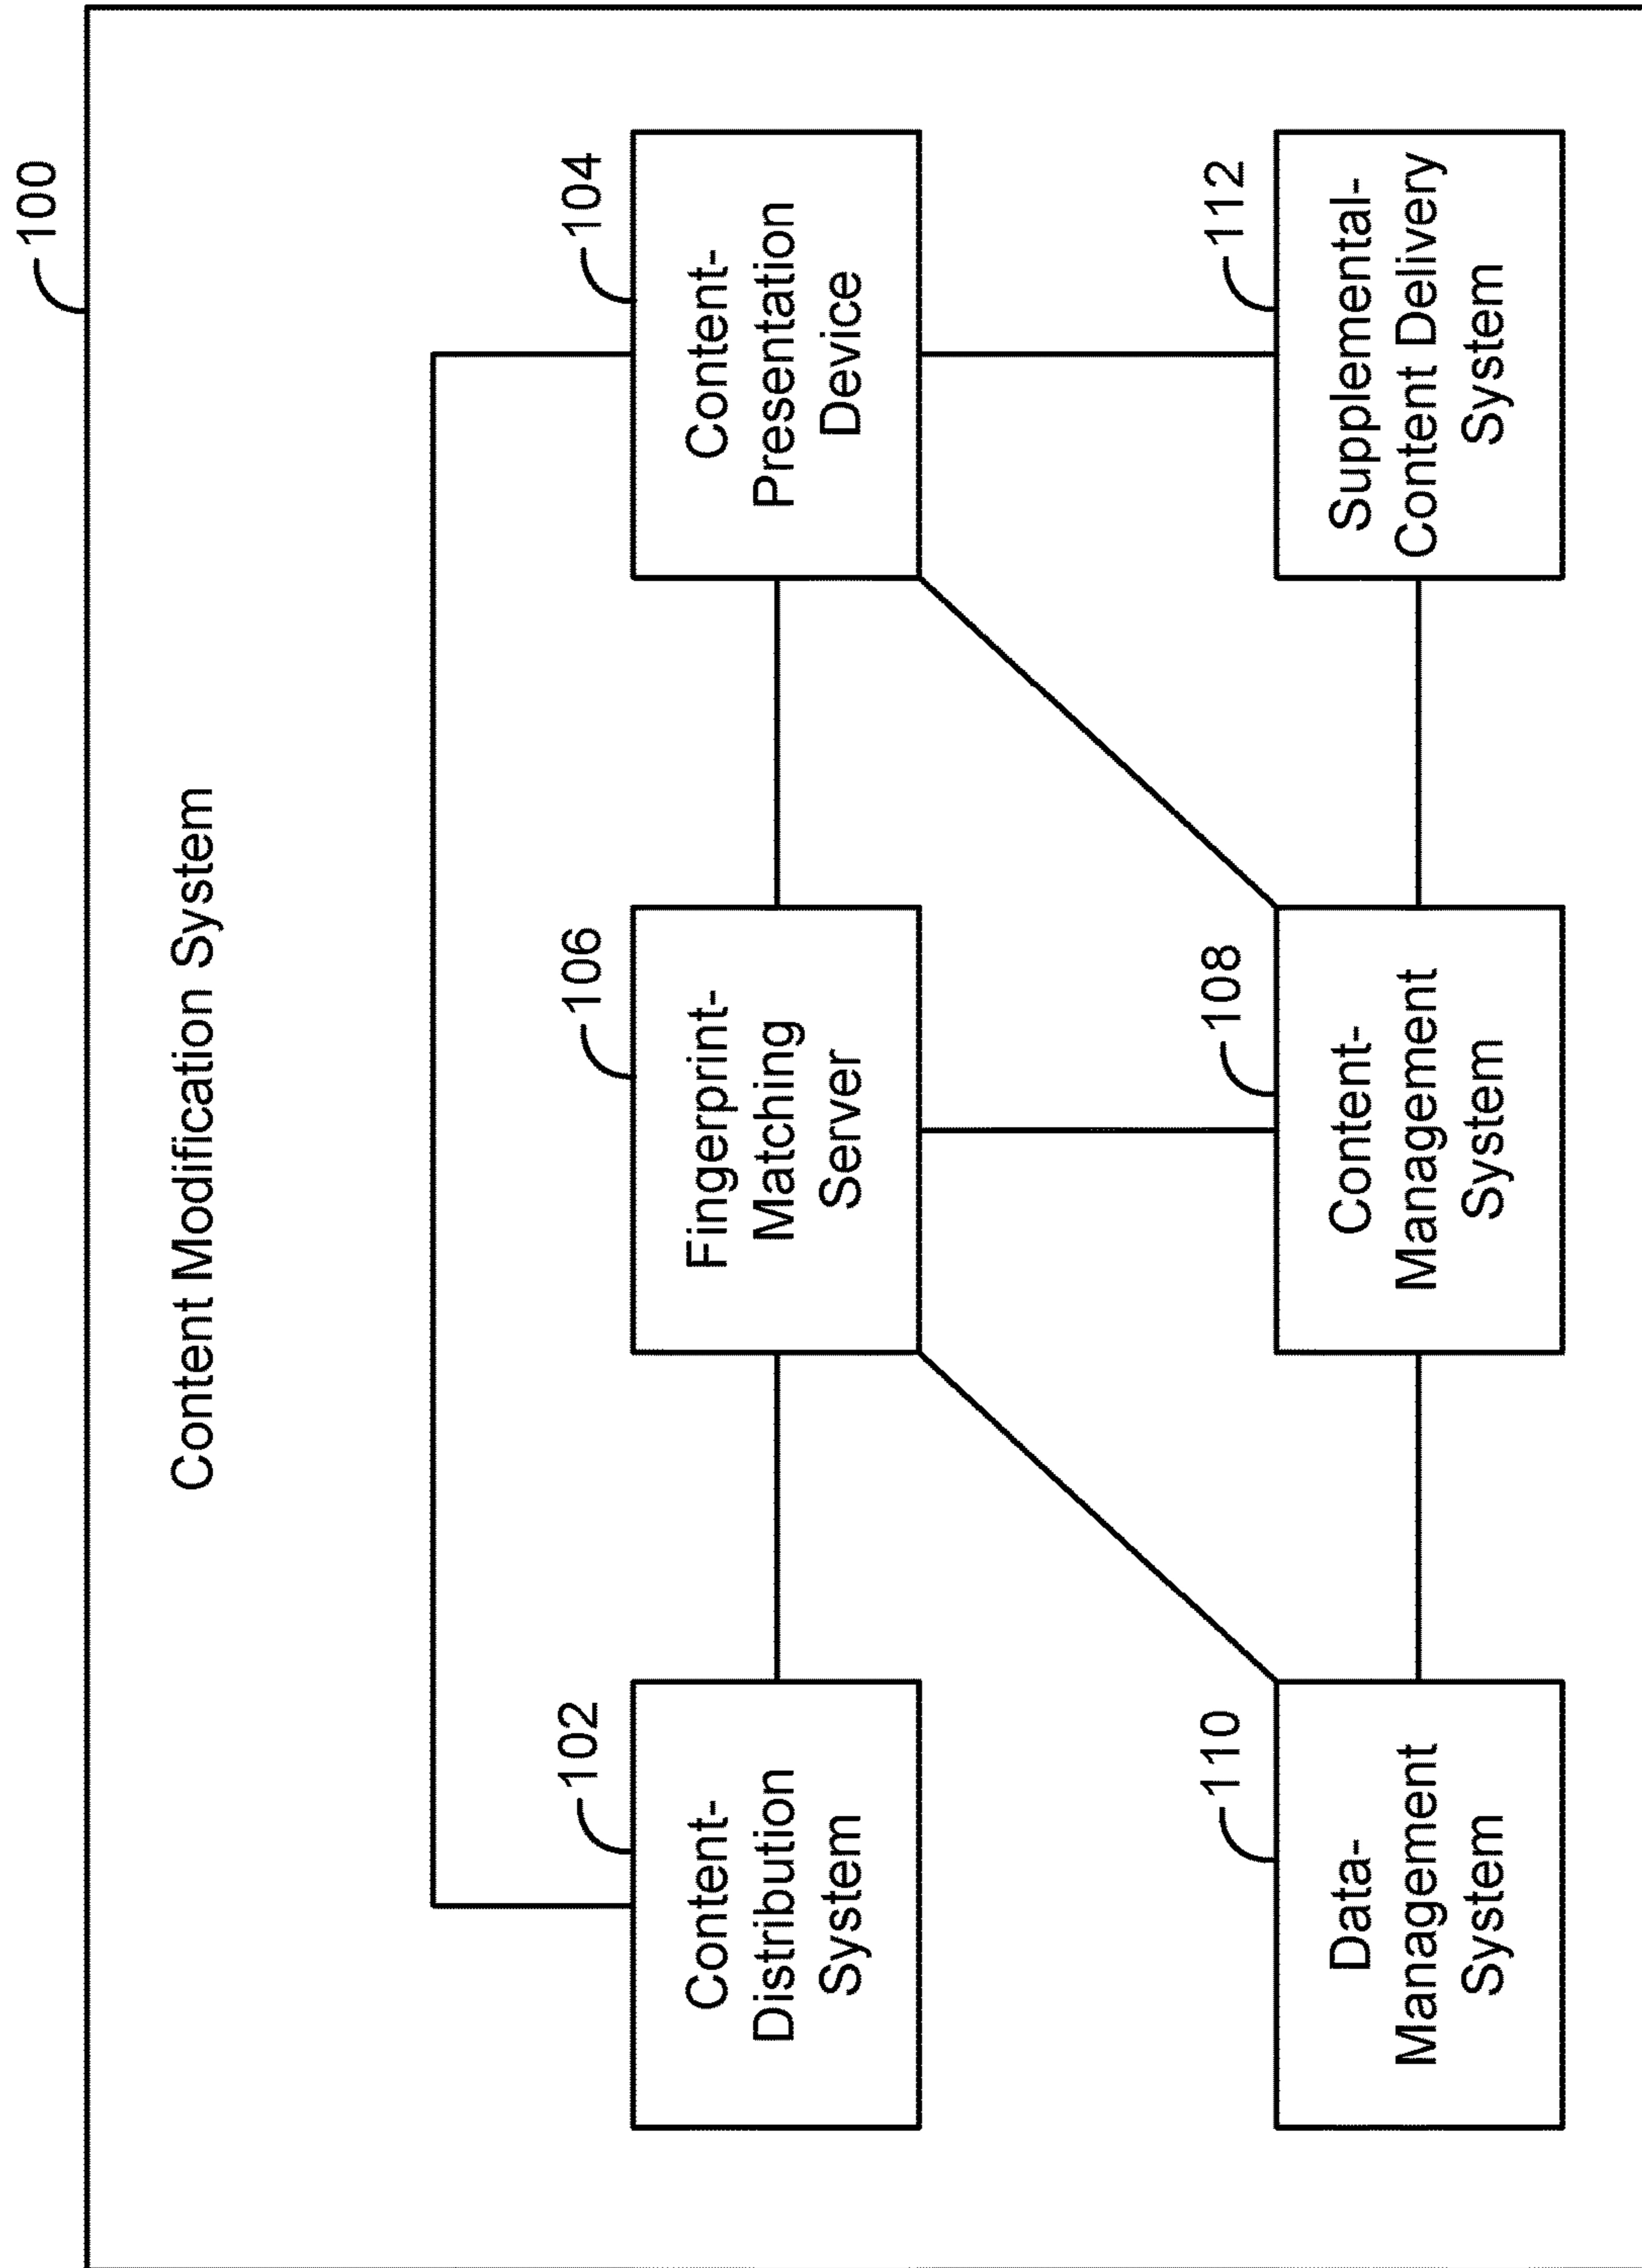 100
Content Modification System
102
Content-
Distribution
System
106
Fingerprint-
Matching
Server
104
Content-
Presentation
Device
110
Data-
Management
System
108
Content-
Management
System
112
Supplemental-
Content Delivery
System